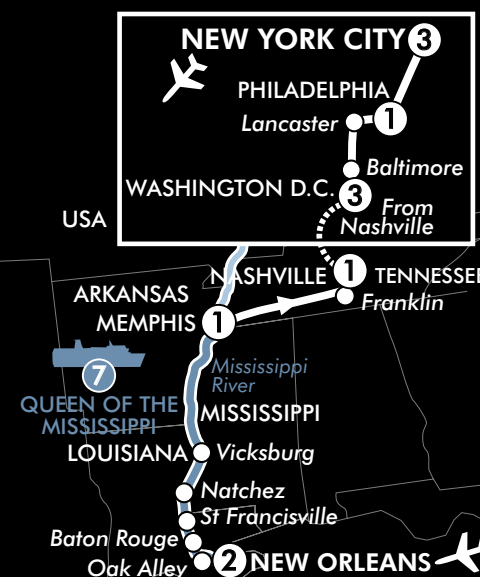 NEW YORK CITY 3
PHILADELPHIA
1
Lancaster
Baltimore
WASHINGTON D.C.
3
From
Nashville
USA
NASHVILLE 1 TENNESSEE
Franklin
ARKANSAS
MEMPHIS 1
7
QUEEN OF THE
MISSISSIPPI
Mississippi
River
MISSISSIPPI
LOUISIANA
Vicksburg
Natchez
St Francisville
Baton Rouge
Oak Alley
2 NEW ORLEANS